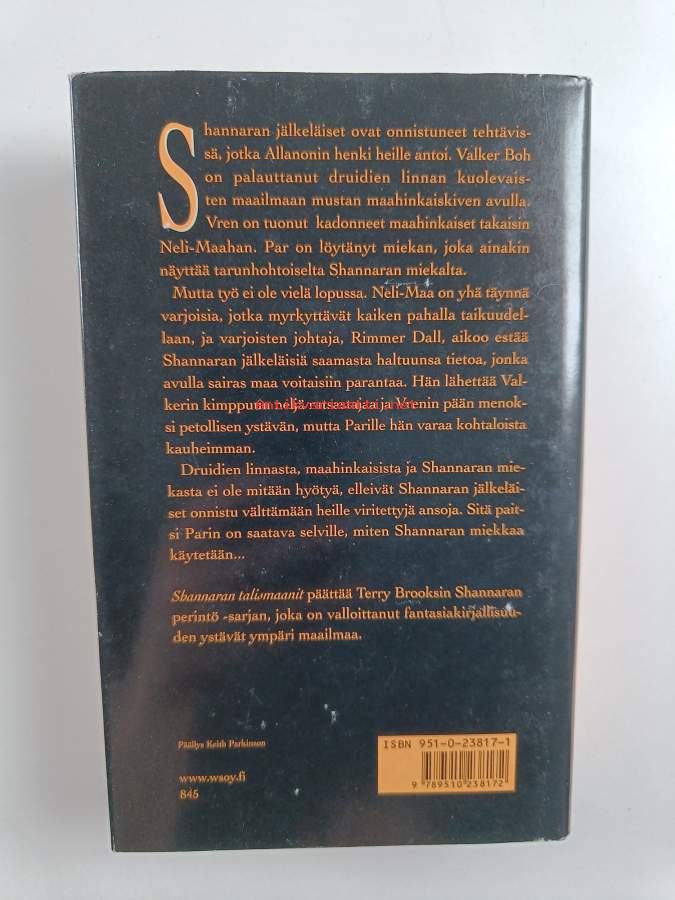 Shannaran jälkeläiset ovat onnistuneet tehtävis-
sä, jotka Allanonin henki heille antoi. Valker Boh
on palauttanut druidien linnan kuolevais-
ten maailmaan mustan maahinkaiskiven avulla.
Vren on tuonut kadonneet maahinkaiset takaisin
Neli-Maahan. Par on löytänyt miekan, joka ainakin
näyttää tarunhohtoiselta Shannaran miekalta.
Mutta työ ei ole vielä lopussa. Neli-Maa on yhä täynnä
varjoisia, jotka myrkyttävät kaiken pahalla taikuudel-
laan, ja varjoisten johtaja, Rimmer Dall, aikoo estää
Shannaran jälkeläisiä saamasta haltuunsa tietoa, jonka
avulla sairas maa voitaisiin parantaa. Hän lähettää Val-
kerin kimppuun neljä ratsastajaa ja Vrenin pään menok-
si petollisen ystävän, mutta Parille hän varaa kohtaloista
kauheimman.
Druidien linnasta, maahinkaisista ja Shannaran mie-
kasta ei ole mitään hyötyä, elleivät Shannaran jälkeläi-
set onnistu välttämään heille viritettyjä ansoja. Sitä pait-
si Parin on saatava selville, miten Shannaran miekkaa
käytetään...
Shannaran talismaanit päättää Terry Brooksin Shannaran
perintö -sarjan, joka on valloittanut fantasiakirjallisuu-
den ystävät ympäri maailmaa.
Päällys Keith Parkinson
www.wsoy.fi
845
ISBN 951-0-23817-1
9 789510 238172